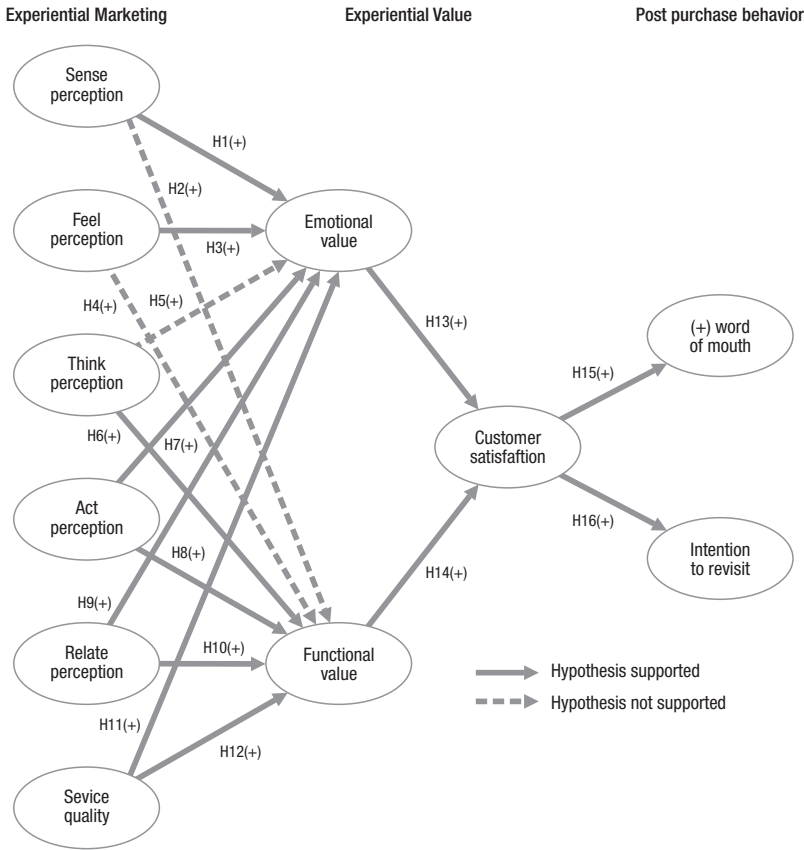 Experiential Marketing
Experiential Value
Post purchase behavior
Sense
perception
H1(+)
H2(+)
Feel
perception
H3(+)
Emotional
value
H4(+)
H5(+)
H13(+)
(+) word
of mouth
Think
perception
H15(+)
H6(+)
H7(+)
Customer
satisfaftion
Act
perception
H16(+)
H8(+)
Intention
to revisit
H14(+)
H9(+)
H10(+)
Relate
perception
Functional
value
Hypothesis supported
Hypothesis not supported
H11(+)
H12(+)
Sevice
quality